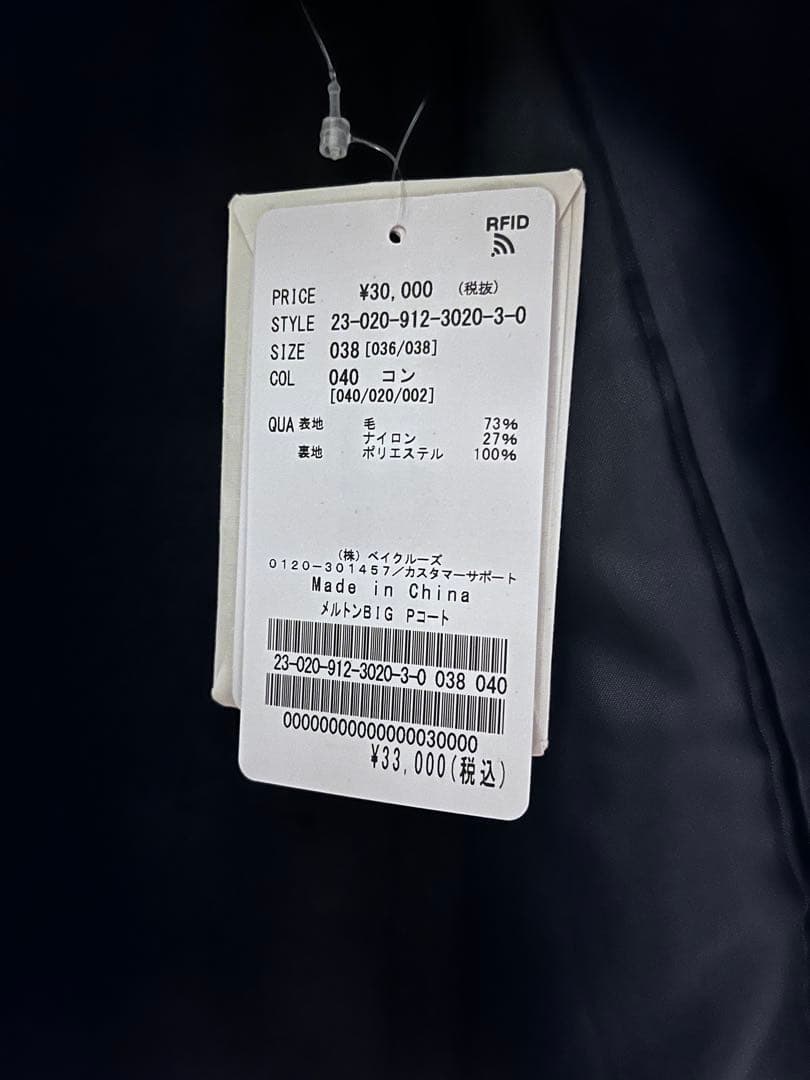 RFID
PRICE ¥30,000 (税抜)
STYLE 23-020-912-3020-3-0
SIZE 038 [036/038]
COL 040 コン
[040/020/002]
QUA 表地 毛 73%
ナイロン 27%
裏地 ポリエステル 100%
(株) ベイクルーズ
0120-301457/カスタマーサポート
Made in China
メルトンBIG Pコート
23-020-912-3020-3-0 038 040
00000000000000030000
¥33,000(税込)